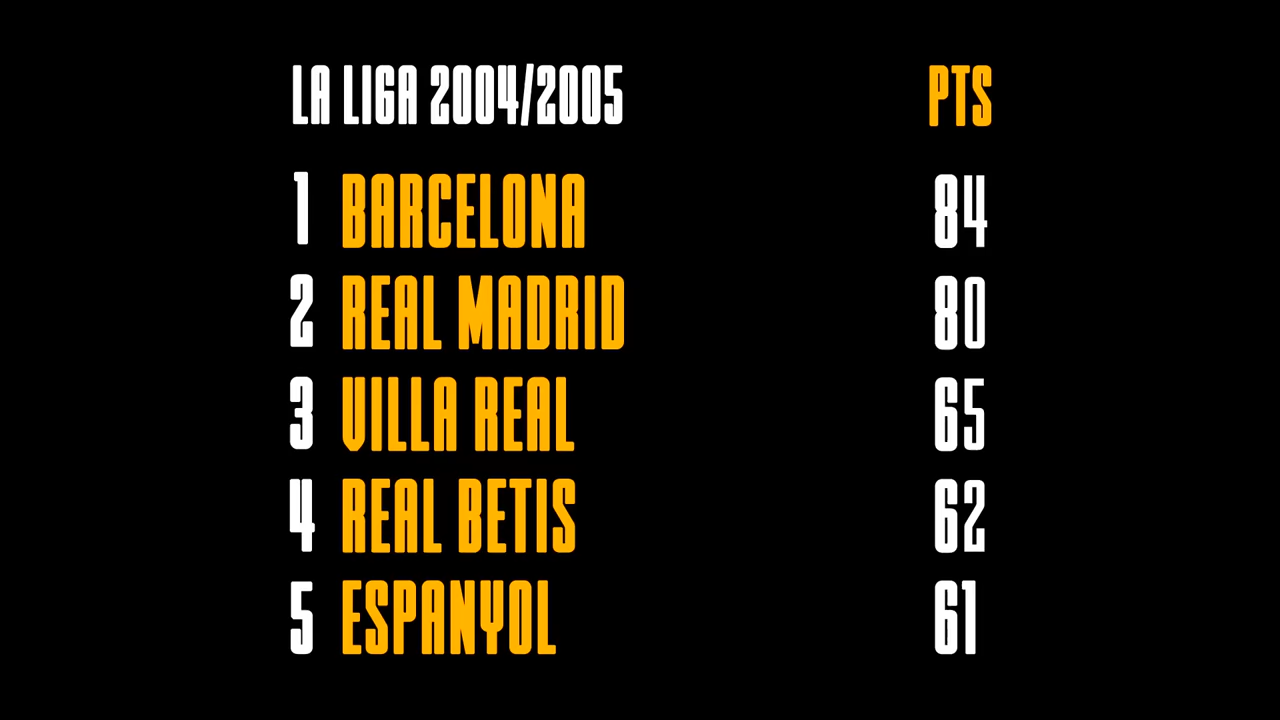 LA LIGA 2004/2005 PTS
1 BARCELONA 84
2 REAL MADRID 80
3 VILLA REAL 65
4 REAL BETIS 62
5 ESPANYOL 61